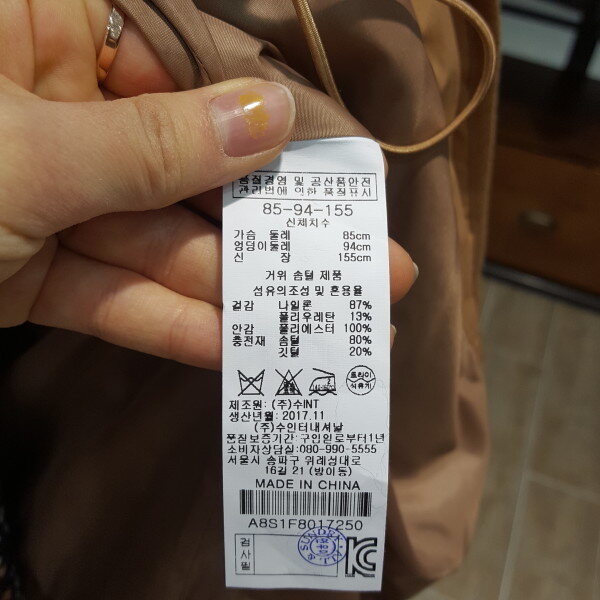 품질경영 및 공산품안전
관리법에 의한 품질표시
85-94-155
신체치수
가슴 둘레 85cm
엉덩이둘레 94cm
신 장 155cm
거위 솜털 제품
섬유의조성 및 혼용율
겉감 나일론 87%
폴리우레탄 13%
안감 폴리에스터 100%
충전재 솜털 80%
깃털 20%
드라이
석유계
제조원: (주)수INT
생산년월: 2017.11
(주)수인터내셔날
품질보증기간: 구입일로부터1년
소비자상담실: 080-990-5555
서울시 송파구 위례성대로
16길 21 (방이동)
MADE IN CHINA
A8S1F8017250
검
사
필